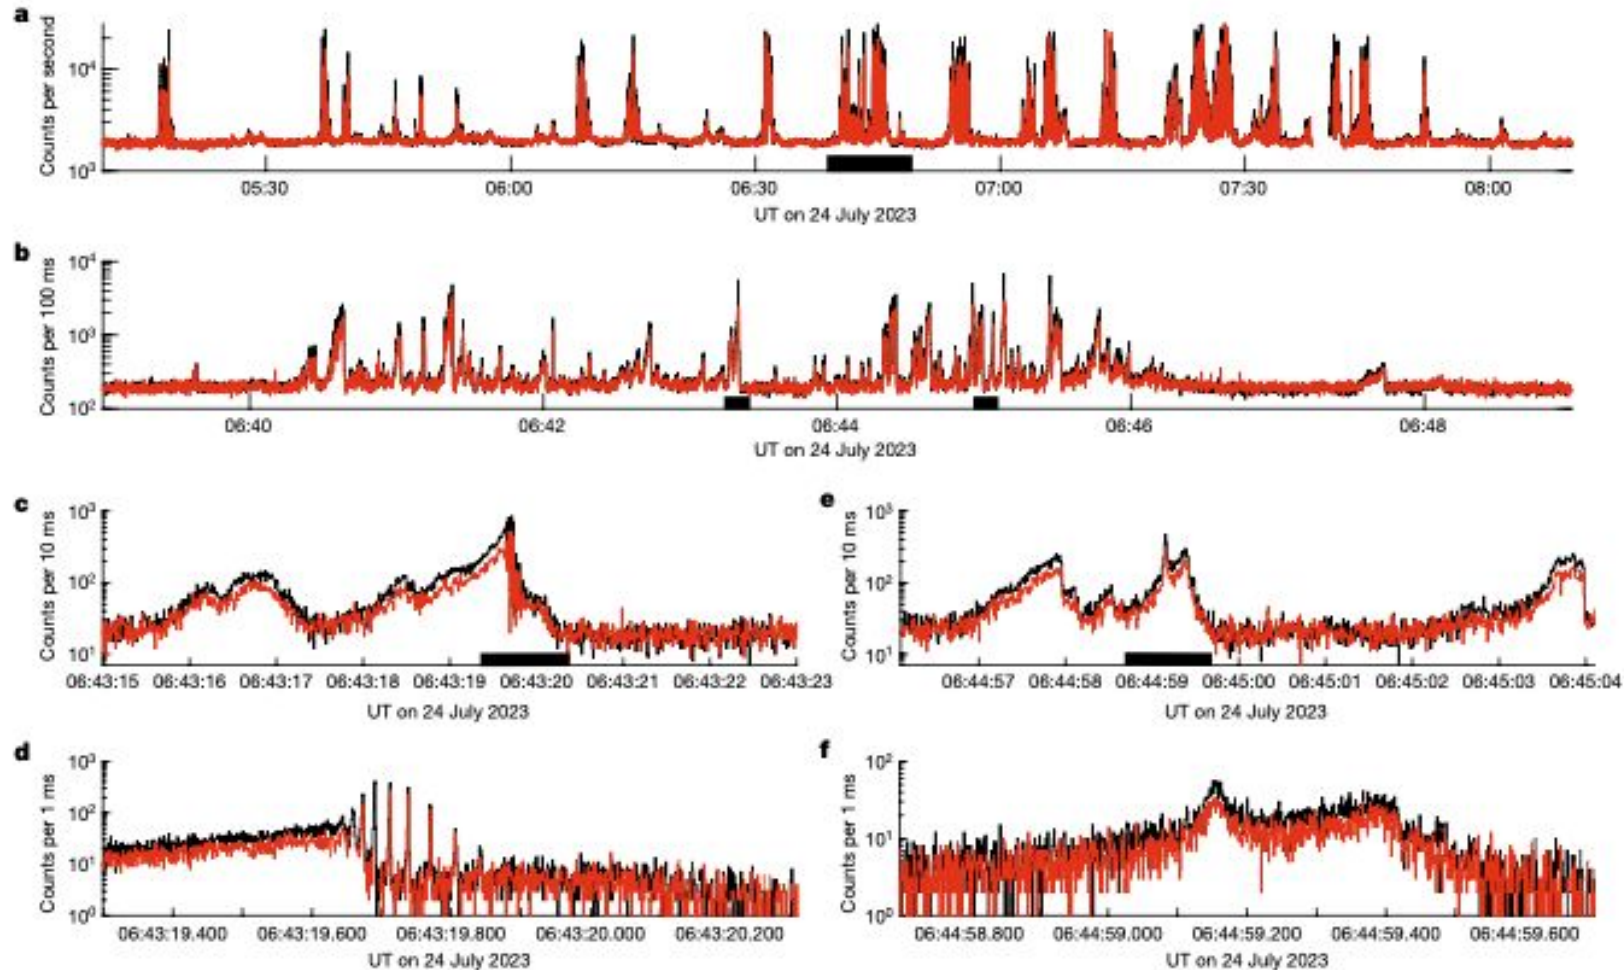 a
Counts per second
10⁴
10³
05:30 06:00 06:30 07:00 07:30 08:00
UT on 24 July 2023
b
Counts per 100 ms
10⁴
10³
10²
06:40 06:42 06:44 06:46 06:48
UT on 24 July 2023
c
Counts per 10 ms
10³
10²
10¹
06:43:15 06:43:16 06:43:17 06:43:18 06:43:19 06:43:20 06:43:21 06:43:22 06:43:23
UT on 24 July 2023
e
Counts per 10 ms
10³
10²
10¹
06:44:57 06:44:58 06:44:59 06:45:00 06:45:01 06:45:02 06:45:03 06:45:04
UT on 24 July 2023
d
Counts per 1 ms
10³
10²
10¹
10⁰
06:43:19.400 06:43:19.600 06:43:19.800 06:43:20.000 06:43:20.200
UT on 24 July 2023
f
Counts per 1 ms
10²
10¹
10⁰
06:44:58.800 06:44:59.000 06:44:59.200 06:44:59.400 06:44:59.600
UT on 24 July 2023